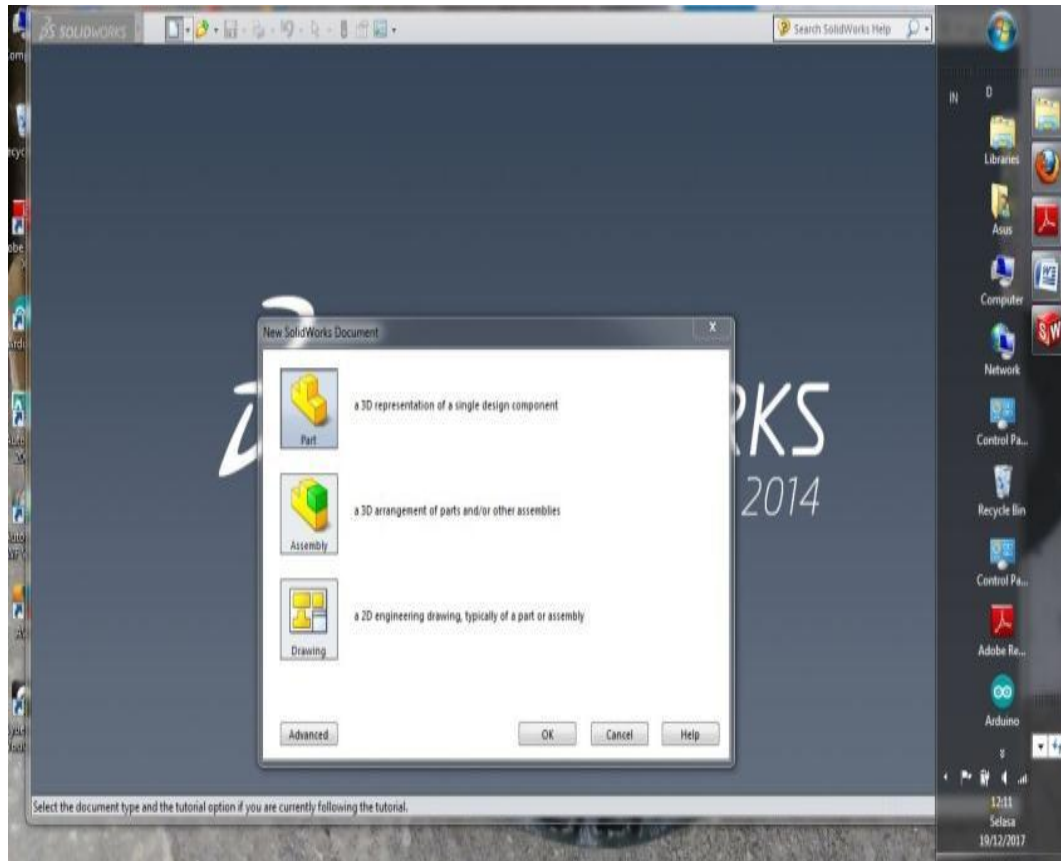 SOLIDWORKS
Search SolidWorks Help
IN
D
Libraries
Asus
Computer
Network
Control Pa...
Recycle Bin
Control Pa...
Adobe Re...
Arduino
New SolidWorks Document
X
Part
a 3D representation of a single design component
Assembly
a 3D arrangement of parts and/or other assemblies
Drawing
a 2D engineering drawing, typically of a part or assembly
RKS
2014
Advanced
OK
Cancel
Help
Select the document type and the tutorial option if you are currently following the tutorial.
12:11
Selasa
19/12/2017